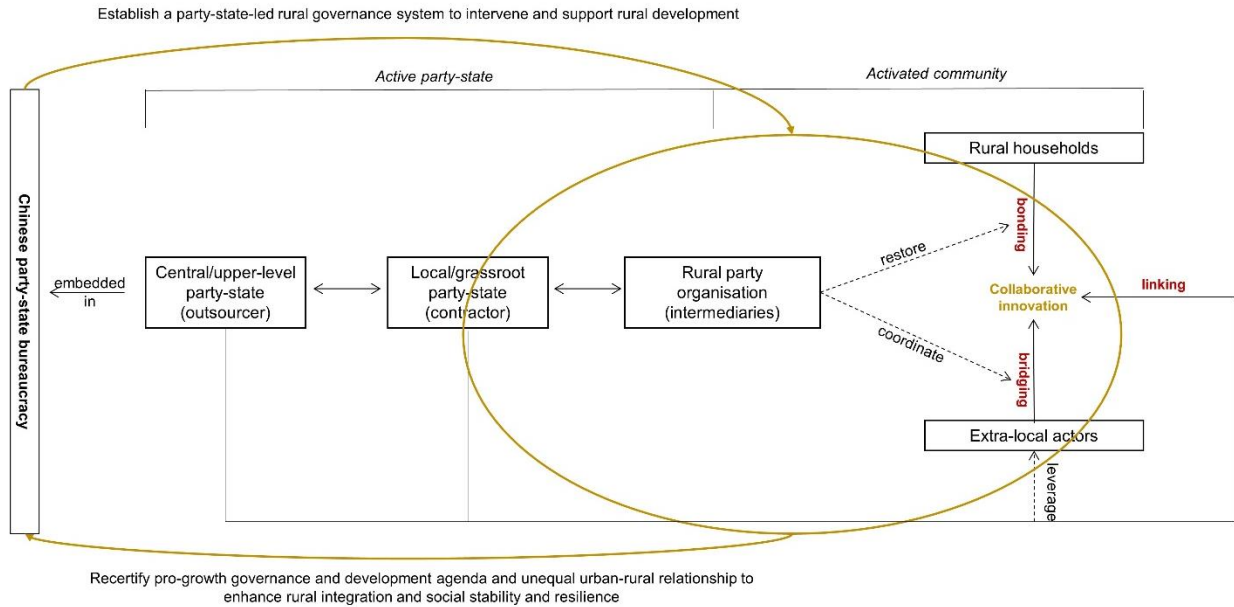 Establish a party-state-led rural governance system to intervene and support rural development
Active party-state
Activated community
Chinese party-state bureaucracy
embedded
in
Central/upper-level
party-state
(outsourcer)
Local/grassroot
party-state
(contractor)
Rural party
organisation
(intermediaries)
restore
coordinate
Rural households
bonding
Collaborative
innovation
linking
bridging
Extra-local actors
leverage
Recertify pro-growth governance and development agenda and unequal urban-rural relationship to
enhance rural integration and social stability and resilience